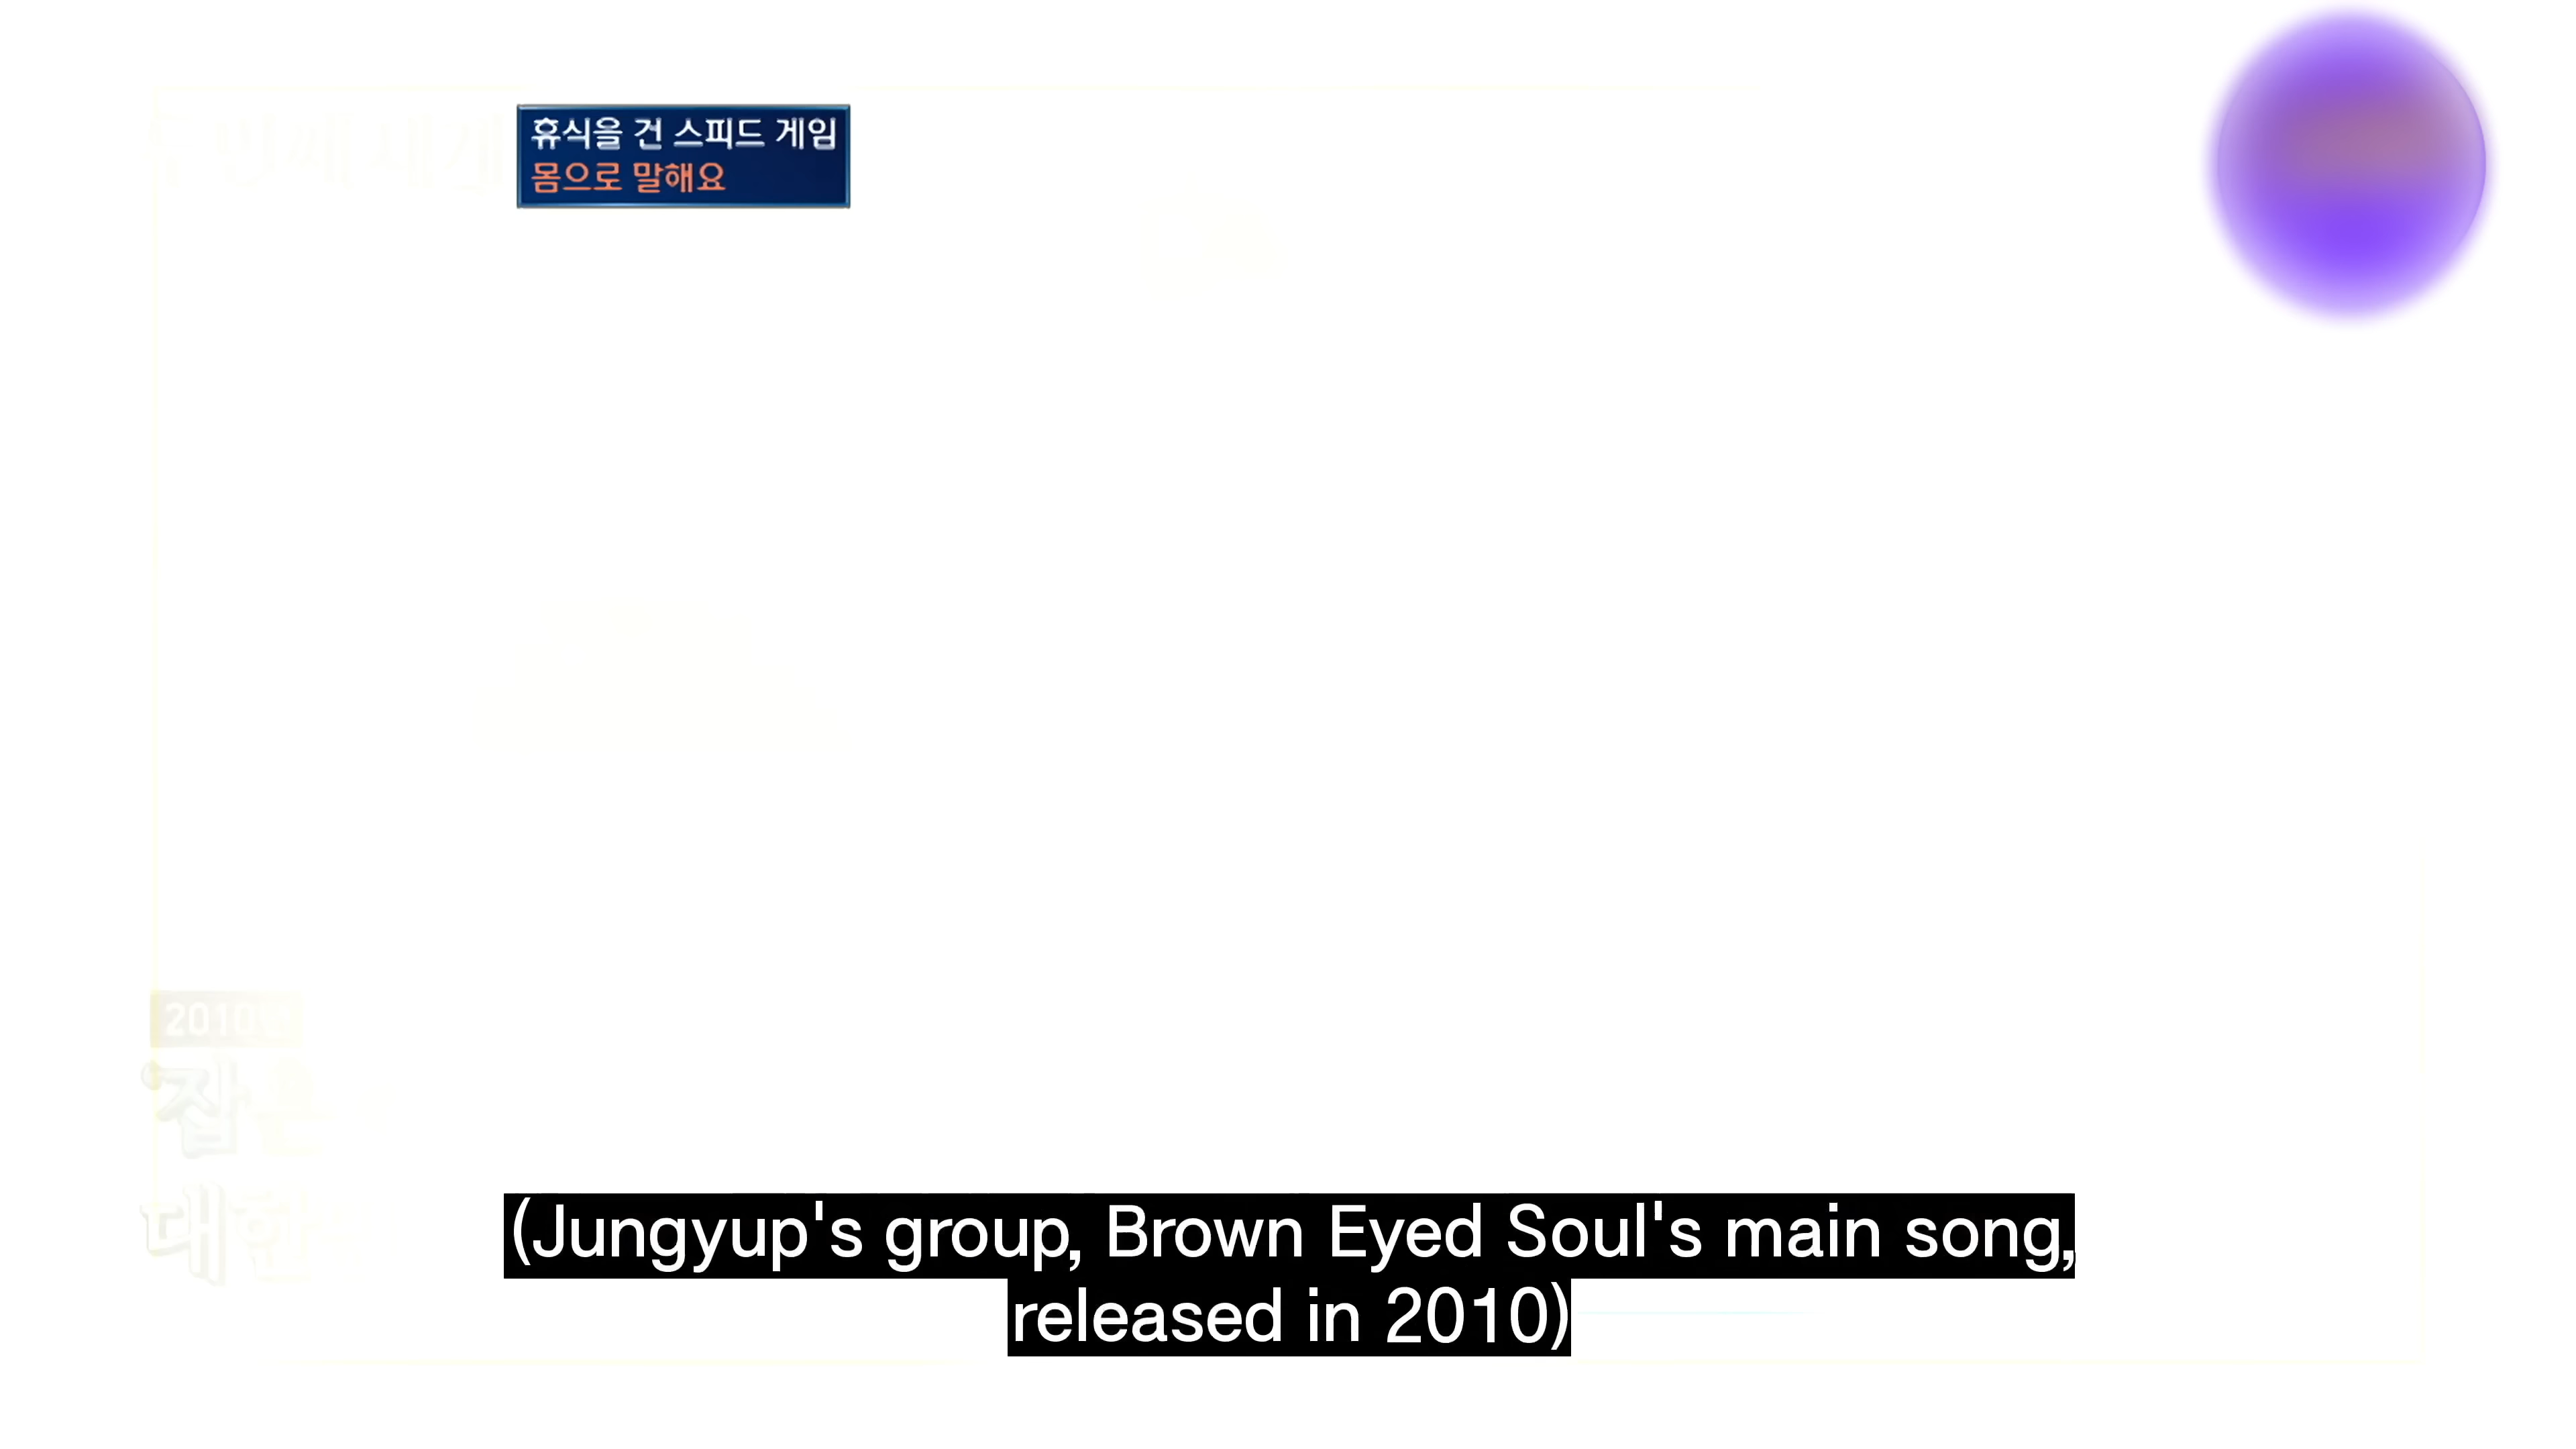 휴식을 건 스피드 게임
몸으로 말해요
2010
(Jungyup's group, Brown Eyed Soul's main song,
released in 2010)